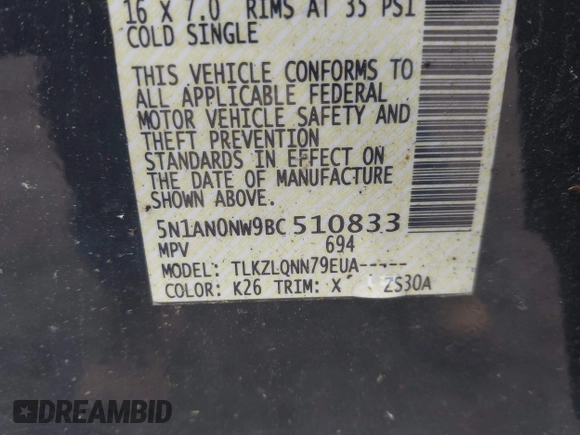 16 X 7.0 RIMS AT 35 PSI
COLD SINGLE
THIS VEHICLE CONFORMS TO
ALL APPLICABLE FEDERAL
MOTOR VEHICLE SAFETY AND
THEFT PREVENTION
STANDARDS IN EFFECT ON
THE DATE OF MANUFACTURE
SHOWN ABOVE.
5N1AN0NW9BC 510833
MPV 694
MODEL: TLKZLQNN79EUA-----
COLOR: K26 TRIM: X ZS30A
DREAMBID